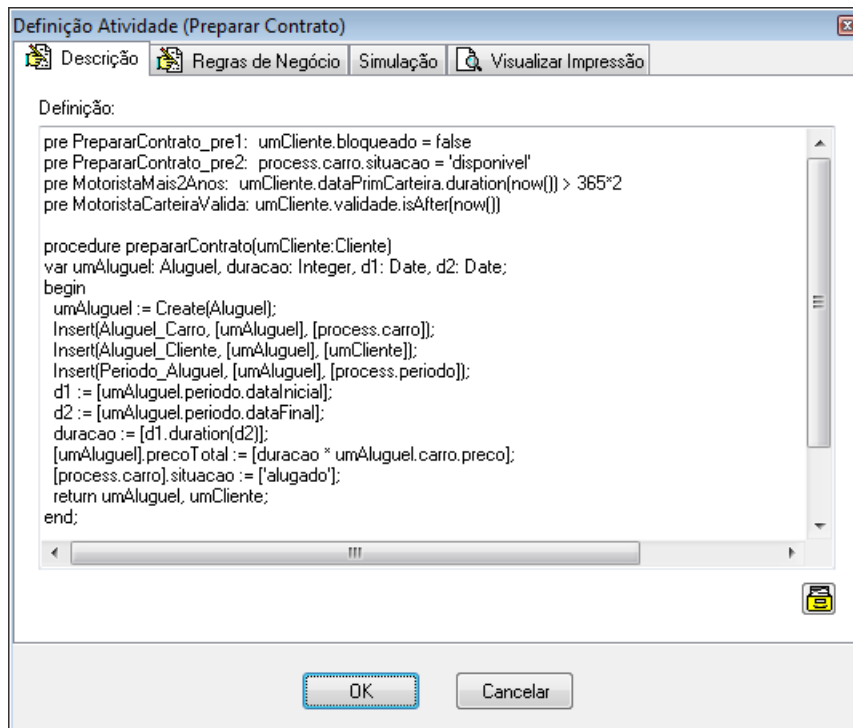 Definição Atividade (Preparar Contrato)
Descrição Regras de Negócio Simulação Visualizar Impressão
Definição:
pre PrepararContrato_pre1:  umCliente.bloqueado = false
pre PrepararContrato_pre2:  process.carro.situacao = 'disponivel'
pre MotoristaMais2Anos:  umCliente.dataPrimCarteira.duration(now()) > 365*2
pre MotoristaCarteiraValida: umCliente.validade.isAfter(now())
procedure prepararContrato(umCliente:Cliente)
var umAluguel: Aluguel, duracao: Integer, d1: Date, d2: Date;
begin
umAluguel := Create(Aluguel);
Insert(Aluguel_Carro, [umAluguel], [process.carro]);
Insert(Aluguel_Cliente, [umAluguel], [umCliente]);
Insert(Periodo_Aluguel, [umAluguel], [process.periodo]);
d1 := [umAluguel.periodo.dataInicial];
d2 := [umAluguel.periodo.dataFinal];
duracao := [d1.duration(d2)];
[umAluguel].precoTotal := [duracao * umAluguel.carro.preco];
[process.carro].situacao := ['alugado'];
return umAluguel, umCliente;
end;
OK Cancelar